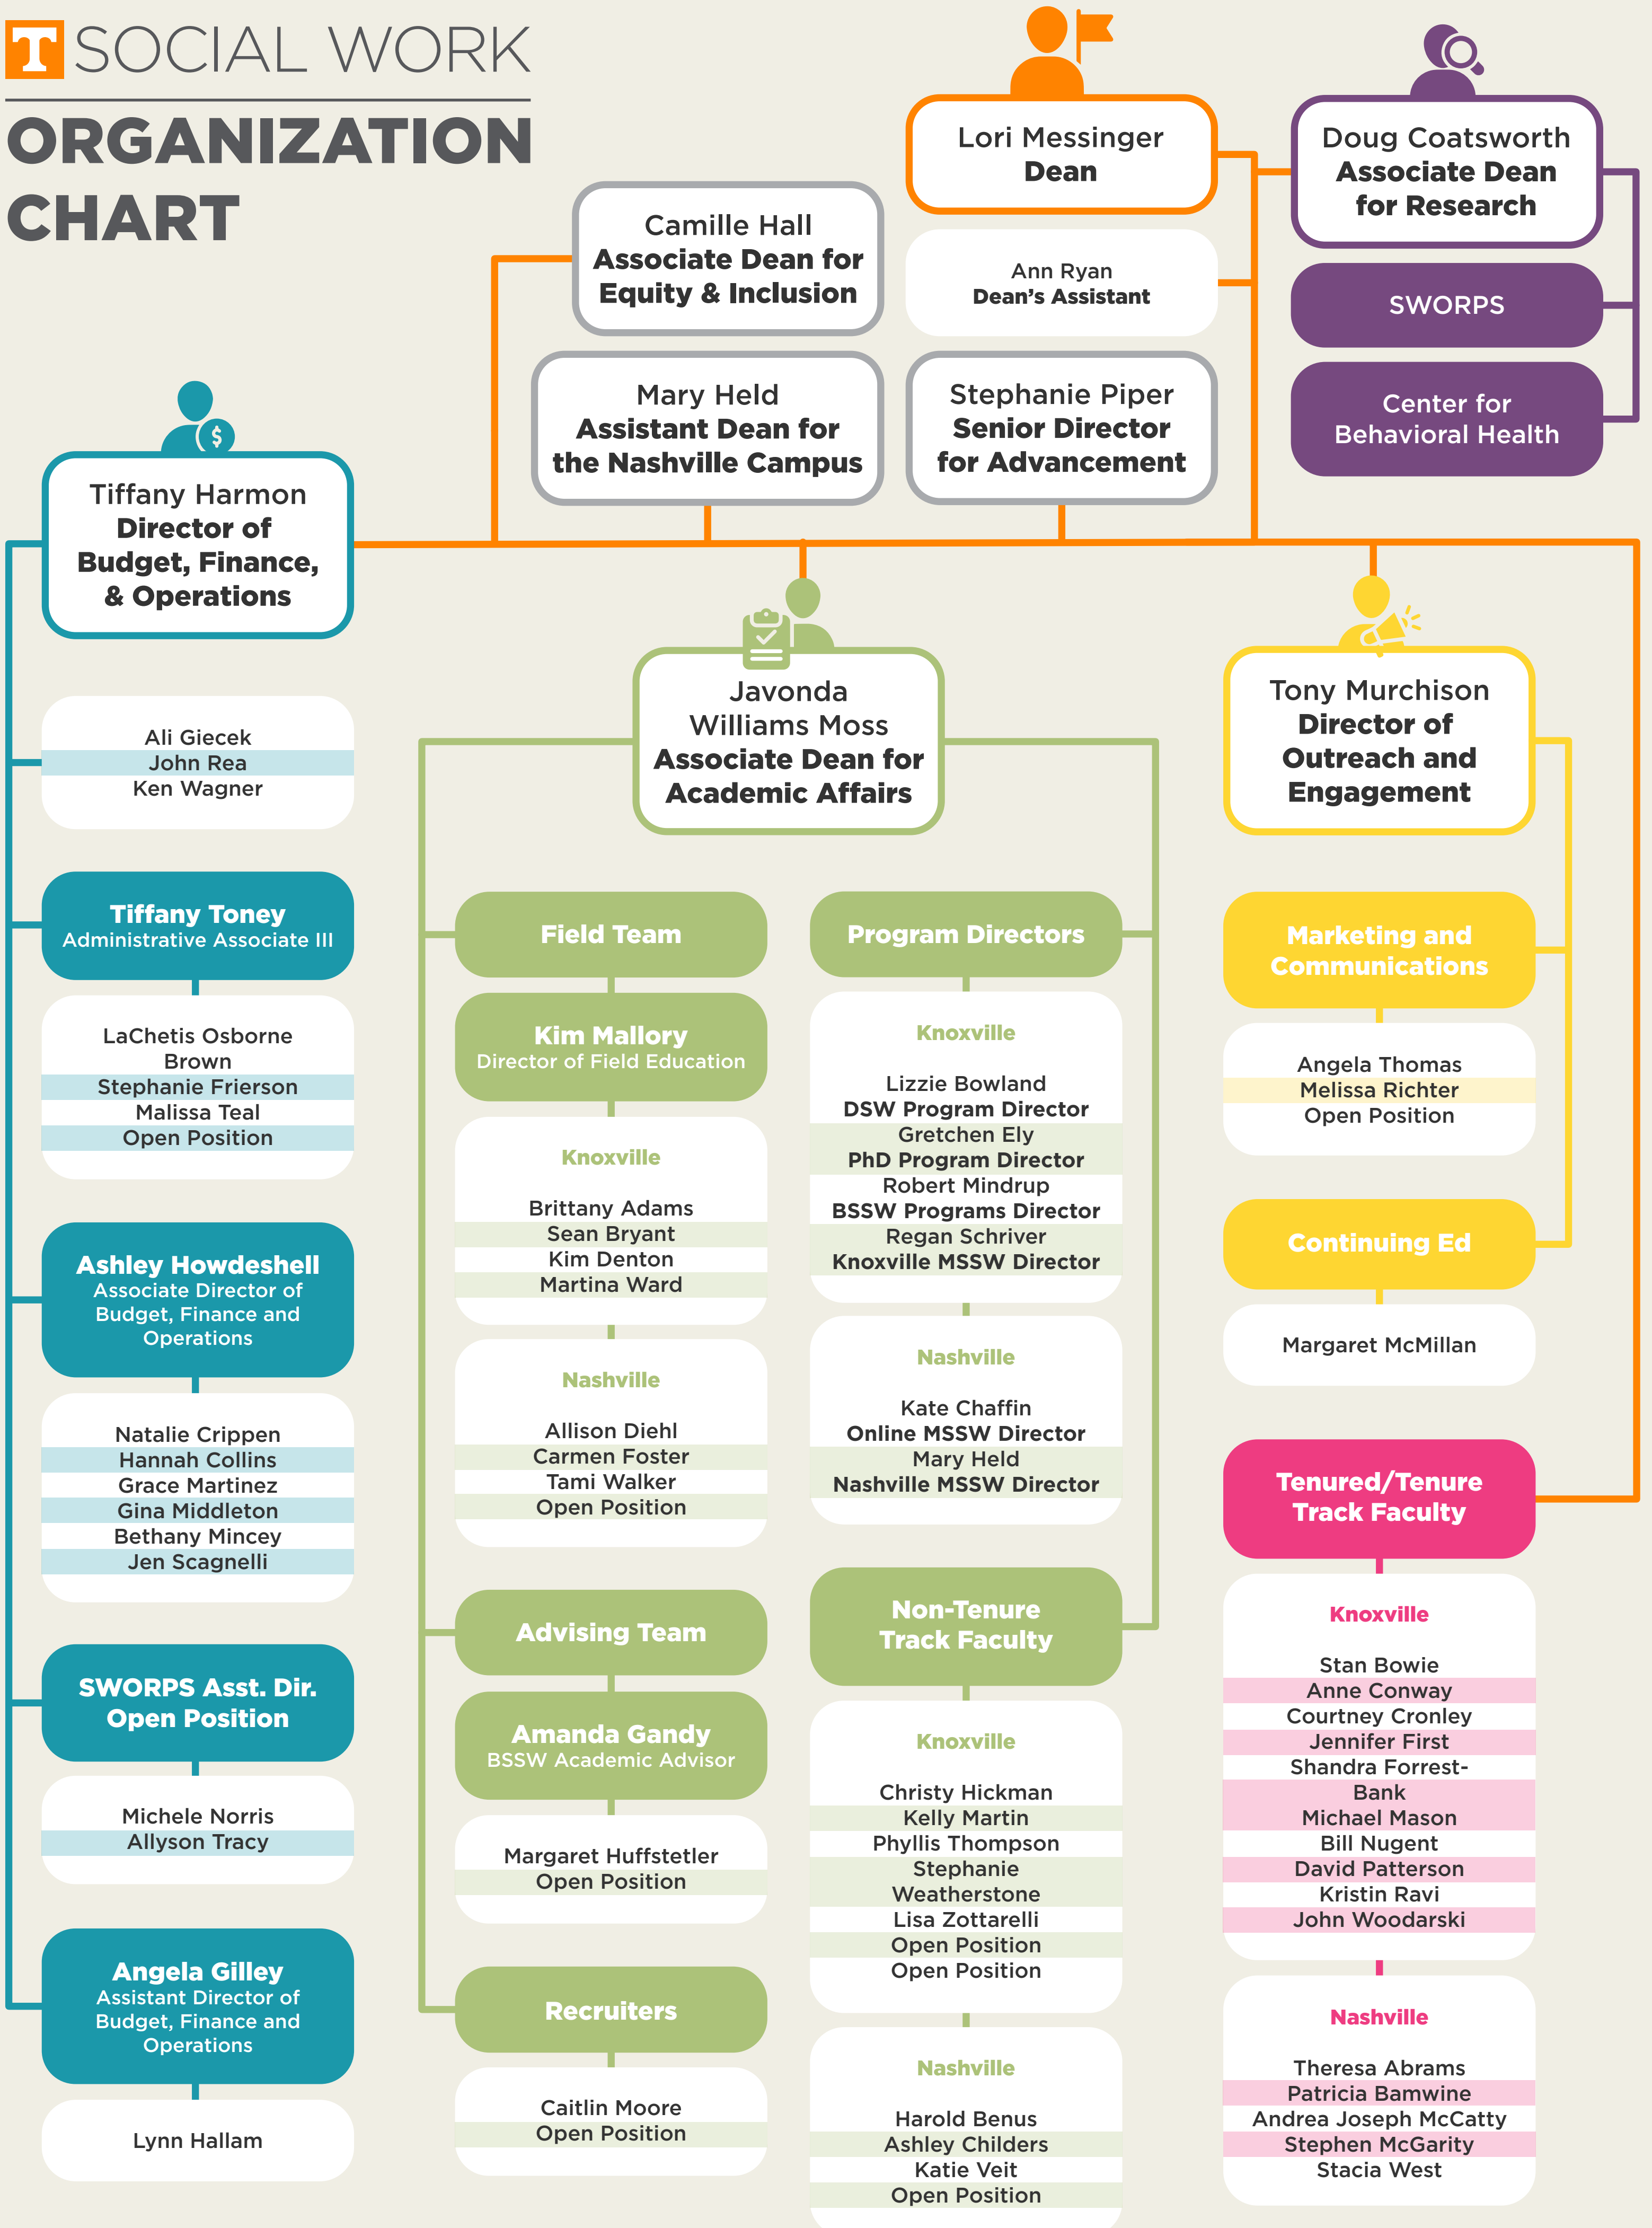 T SOCIAL WORK
ORGANIZATION
CHART
Lori Messinger
Dean
Doug Coatsworth
Associate Dean
for Research
Camille Hall
Associate Dean for
Equity & Inclusion
Ann Ryan
Dean's Assistant
SWORPS
Mary Held
Assistant Dean for
the Nashville Campus
Stephanie Piper
Senior Director
for Advancement
Center for
Behavioral Health
$
Tiffany Harmon
Director of
Budget, Finance,
& Operations
Ali Giecek
John Rea
Ken Wagner
Tiffany Toney
Administrative Associate III
LaChetis Osborne
Brown
Stephanie Frierson
Malissa Teal
Open Position
Ashley Howdeshell
Associate Director of
Budget, Finance and
Operations
Natalie Crippen
Hannah Collins
Grace Martinez
Gina Middleton
Bethany Mincey
Jen Scagnelli
SWORPS Asst. Dir.
Open Position
Michele Norris
Allyson Tracy
Angela Gilley
Assistant Director of
Budget, Finance and
Operations
Lynn Hallam
Javonda
Williams Moss
Associate Dean for
Academic Affairs
Field Team
Kim Mallory
Director of Field Education
Knoxville
Brittany Adams
Sean Bryant
Kim Denton
Martina Ward
Nashville
Allison Diehl
Carmen Foster
Tami Walker
Open Position
Advising Team
Amanda Gandy
BSSW Academic Advisor
Margaret Huffstetler
Open Position
Recruiters
Caitlin Moore
Open Position
Program Directors
Knoxville
Lizzie Bowland
DSW Program Director
Gretchen Ely
PhD Program Director
Robert Mindrup
BSSW Programs Director
Regan Schriver
Knoxville MSSW Director
Nashville
Kate Chaffin
Online MSSW Director
Mary Held
Nashville MSSW Director
Non-Tenure
Track Faculty
Knoxville
Christy Hickman
Kelly Martin
Phyllis Thompson
Stephanie
Weatherstone
Lisa Zottarelli
Open Position
Open Position
Nashville
Harold Benus
Ashley Childers
Katie Veit
Open Position
Tony Murchison
Director of
Outreach and
Engagement
Marketing and
Communications
Angela Thomas
Melissa Richter
Open Position
Continuing Ed
Margaret McMillan
Tenured/Tenure
Track Faculty
Knoxville
Stan Bowie
Anne Conway
Courtney Cronley
Jennifer First
Shandra Forrest-
Bank
Michael Mason
Bill Nugent
David Patterson
Kristin Ravi
John Woodarski
Nashville
Theresa Abrams
Patricia Bamwine
Andrea Joseph McCatty
Stephen McGarity
Stacia West